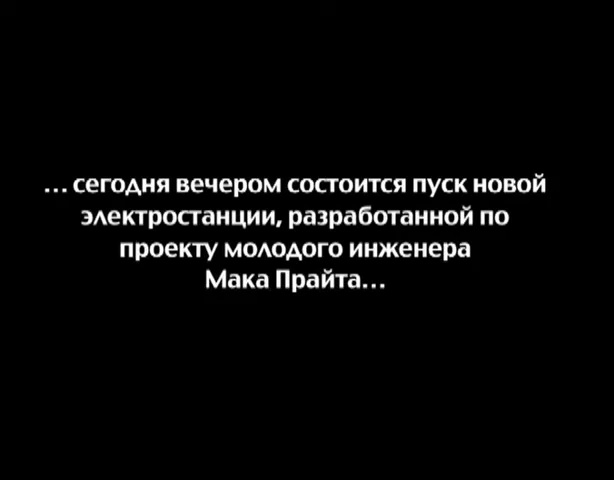 ... сегодня вечером состоится пуск новой
электростанции, разработанной по
проекту молодого инженера
Мака Прайта...